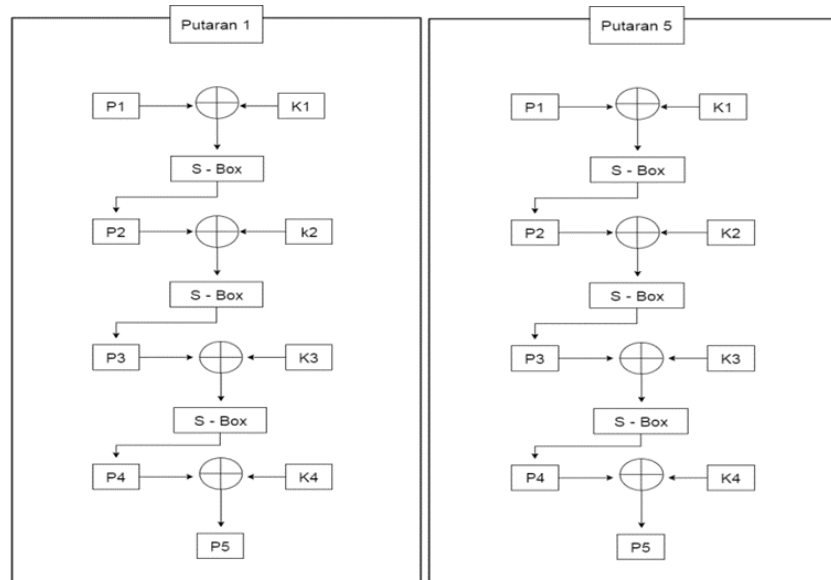 Putaran 1
P1
K1
S - Box
P2
k2
S - Box
P3
K3
S - Box
P4
K4
P5
Putaran 5
P1
K1
S - Box
P2
K2
S - Box
P3
K3
S - Box
P4
K4
P5